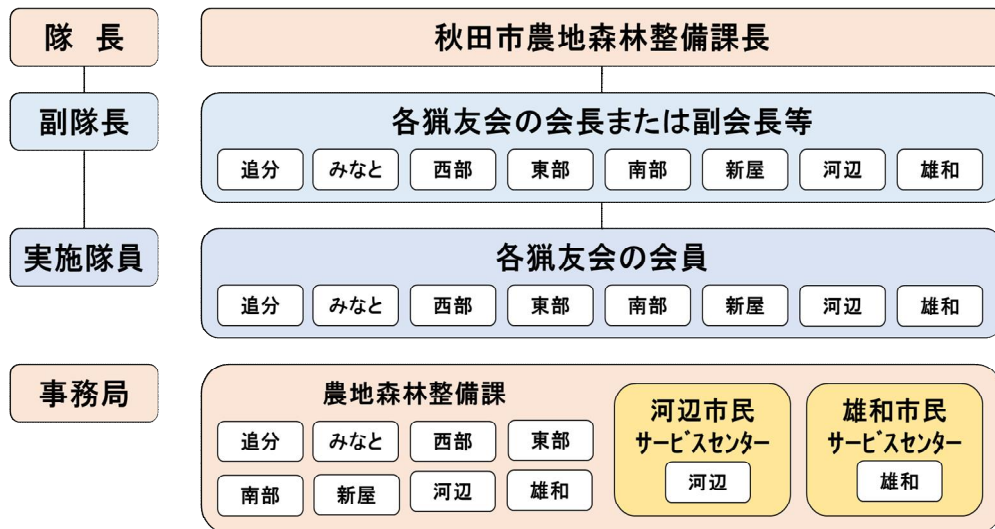 隊 長
秋田市農地森林整備課長
副隊長
各猟友会の会長または副会長等
追分 みなと 西部 東部 南部 新屋 河辺 雄和
実施隊員
各猟友会の会員
追分 みなと 西部 東部 南部 新屋 河辺 雄和
事務局
農地森林整備課
追分 みなと 西部 東部
南部 新屋 河辺 雄和
河辺市民
サービスセンター
河辺
雄和市民
サービスセンター
雄和